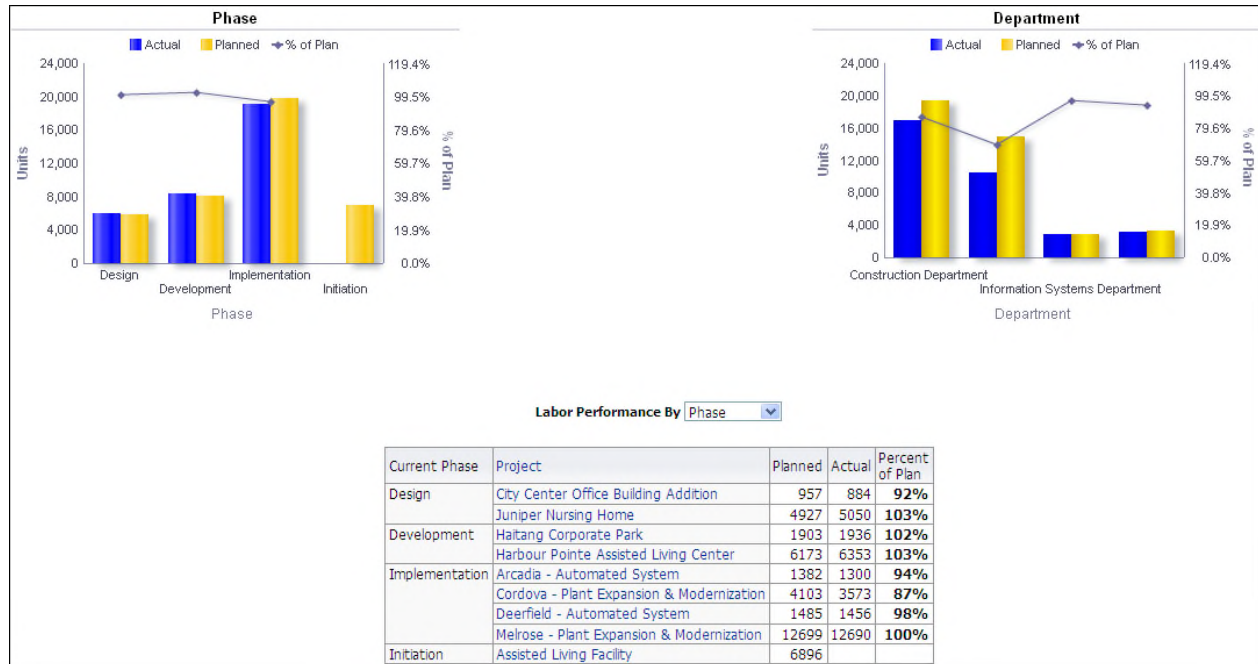 Phase
Actual Planned % of Plan
24,000
20,000
16,000
12,000
8,000
4,000
0
Units
119.4%
99.5%
79.6%
59.7%
39.8%
19.9%
0.0%
% of Plan
Design
Development
Implementation
Initiation
Phase
Department
Actual Planned % of Plan
24,000
20,000
16,000
12,000
8,000
4,000
0
Units
119.4%
99.5%
79.6%
59.7%
39.8%
19.9%
0.0%
% of Plan
Construction Department
Information Systems Department
Department
Labor Performance By Phase
Current Phase Project Planned Actual Percent of Plan
Design City Center Office Building Addition 957 884 92%
Juniper Nursing Home 4927 5050 103%
Development Haitang Corporate Park 1903 1936 102%
Harbour Pointe Assisted Living Center 6173 6353 103%
Implementation Arcadia - Automated System 1382 1300 94%
Cordova - Plant Expansion & Modernization 4103 3573 87%
Deerfield - Automated System 1485 1456 98%
Melrose - Plant Expansion & Modernization 12699 12690 100%
Initiation Assisted Living Facility 6896